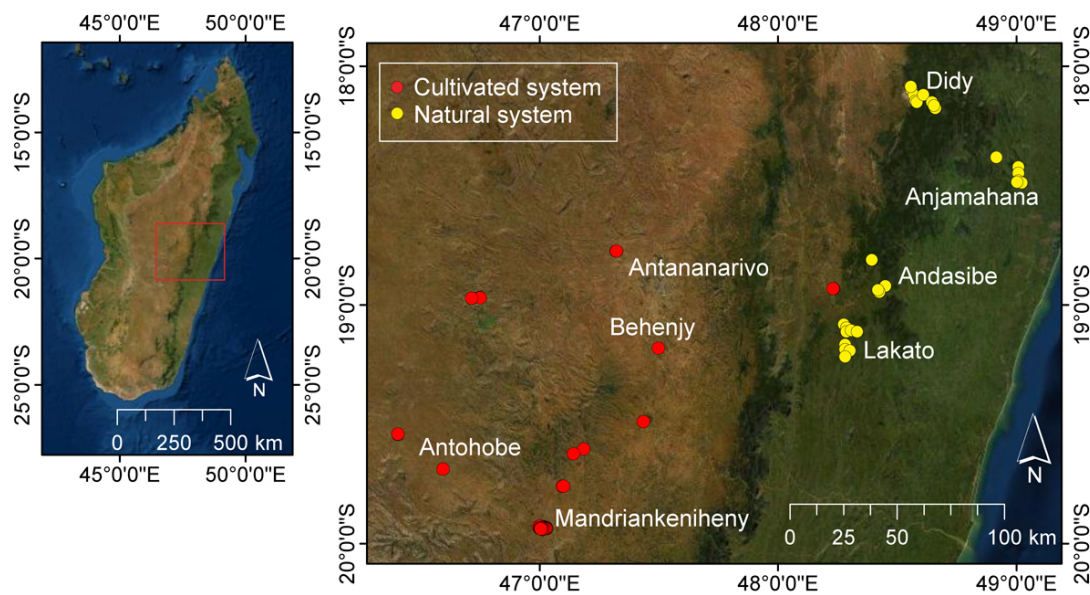 45°0'0"E 50°0'0"E
15°0'0"S
20°0'0"S
25°0'0"S
15°0'0"S
20°0'0"S
25°0'0"S
N
0 250 500 km
45°0'0"E 50°0'0"E
47°0'0"E 48°0'0"E 49°0'0"E
18°0'0"S
19°0'0"S
20°0'0"S
18°0'0"S
19°0'0"S
20°0'0"S
Cultivated system
Natural system
Didy
Anjamahana
Antananarivo
Andasibe
Behenjy
Lakato
Antohobe
Mandriankeniheny
N
0 25 50 100 km
47°0'0"E 48°0'0"E 49°0'0"E